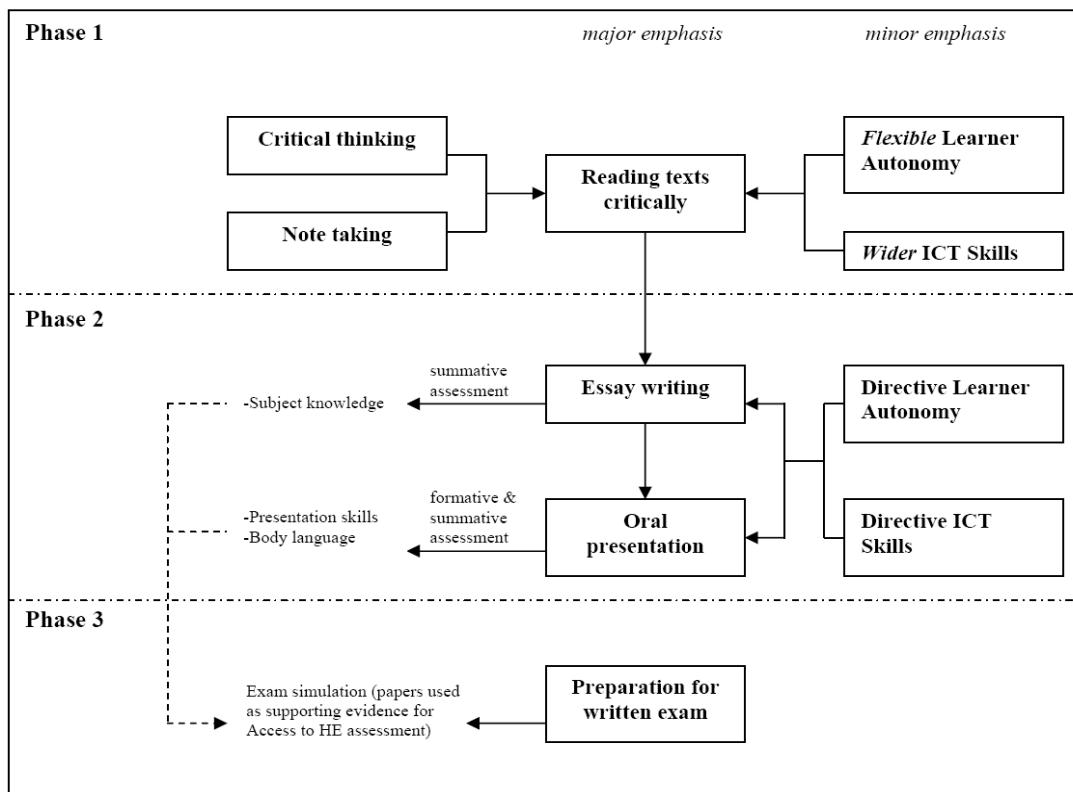 Phase 1
major emphasis
minor emphasis
Critical thinking
Note taking
Reading texts
critically
Flexible Learner
Autonomy
Wider ICT Skills
Phase 2
summative
assessment
-Subject knowledge
Essay writing
Directive Learner
Autonomy
formative &
summative
assessment
-Presentation skills
-Body language
Oral
presentation
Directive ICT
Skills
Phase 3
Exam simulation (papers used
as supporting evidence for
Access to HE assessment)
Preparation for
written exam